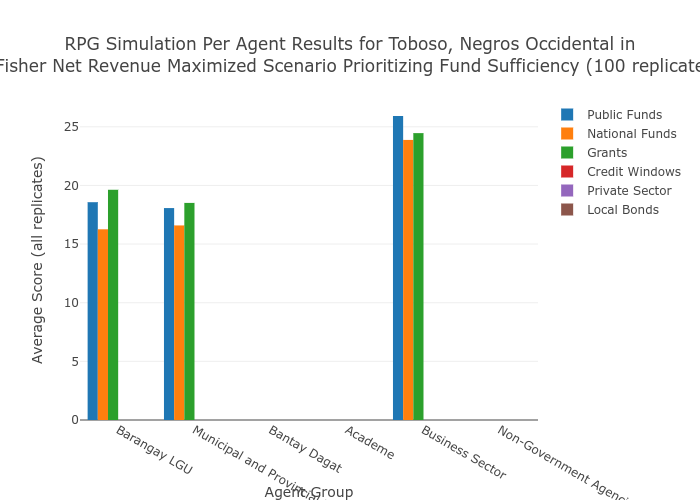 RPG Simulation Per Agent Results for Toboso, Negros Occidental in
Fisher Net Revenue Maximized Scenario Prioritizing Fund Sufficiency (100 replicate
Average Score (all replicates)
25
20
15
10
5
0
Barangay LGU
Municipal and Provincial
Bantay Dagat
Academe
Business Sector
Non-Government Agenci
Agent Group
Public Funds
National Funds
Grants
Credit Windows
Private Sector
Local Bonds